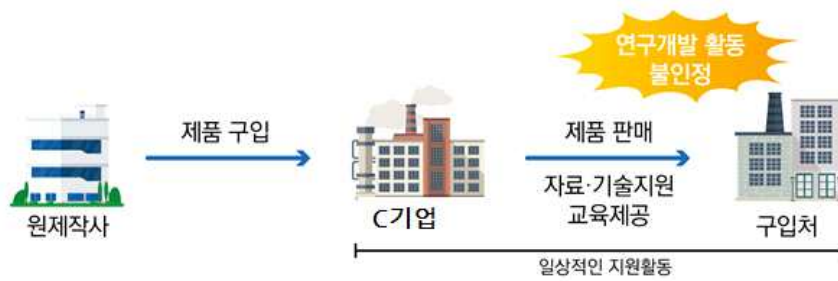 연구개발 활동
불인정
제품 구입
제품 판매
자료·기술지원
교육제공
원제작사
C기업
구입처
일상적인 지원활동